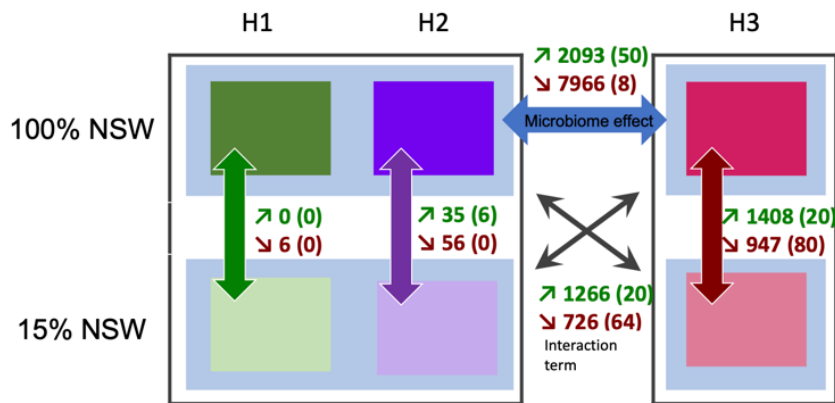 H1 H2 H3
↗ 2093 (50)
↘ 7966 (8)
100% NSW
Microbiome effect
↗ 0 (0)
↘ 6 (0)
↗ 35 (6)
↘ 56 (0)
↗ 1408 (20)
↘ 947 (80)
↗ 1266 (20)
↘ 726 (64)
15% NSW
Interaction
term